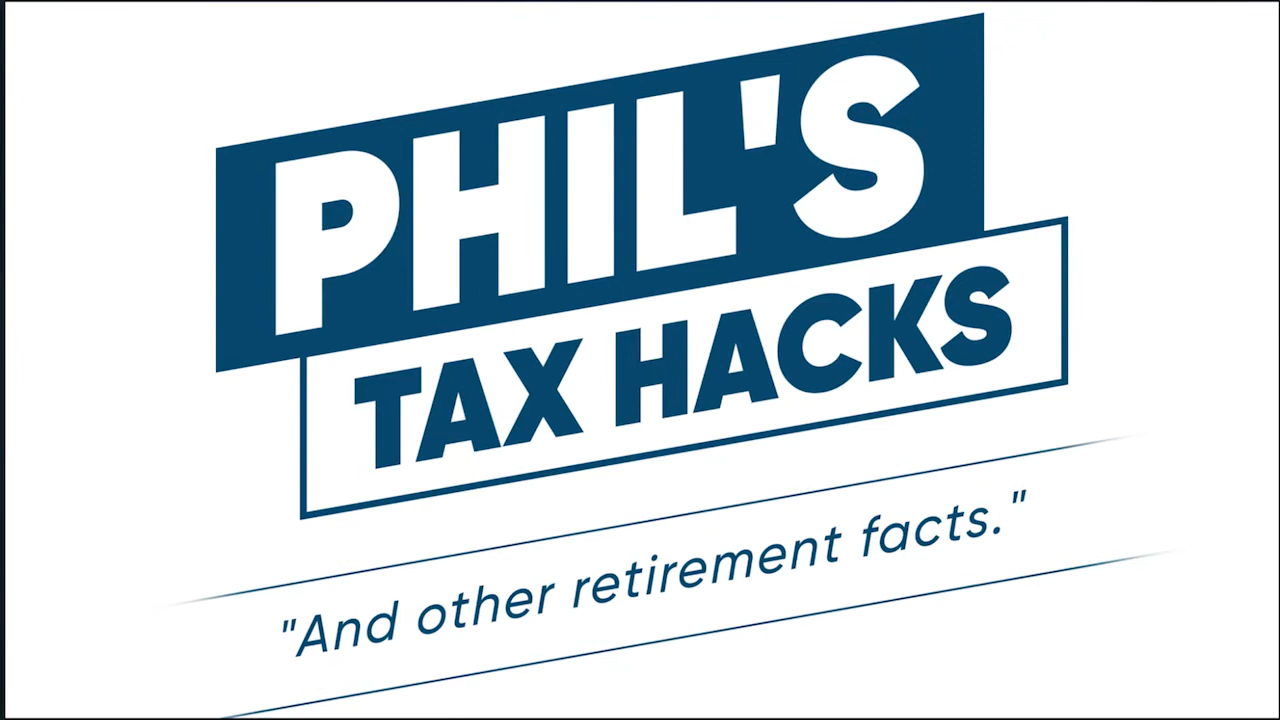 PHIL'S
TAX HACKS
"And other retirement facts."